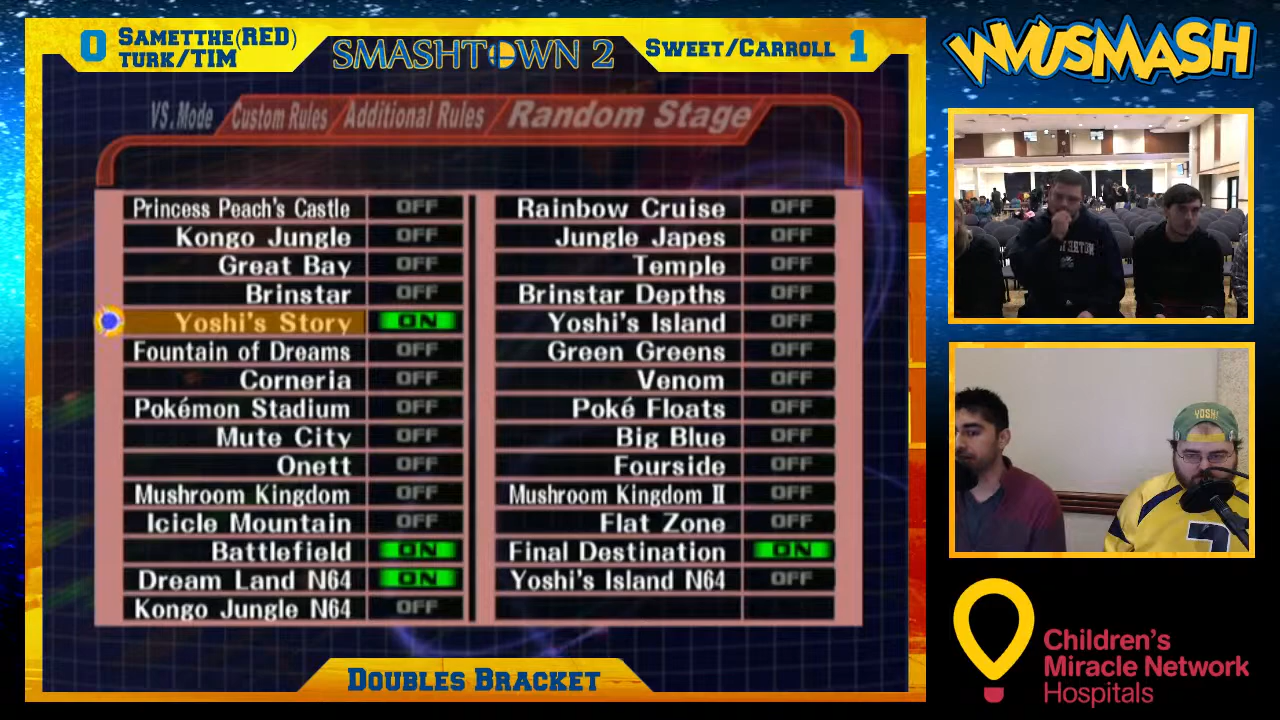 0 SAMETTHE(RED) TURK/TIM
SMASHTOWN 2
SWEET/CARROLL 1
WVUSMASH
VS. Mode Custom Rules Additional Rules Random Stage
Princess Peach's Castle OFF Rainbow Cruise OFF
Kongo Jungle OFF Jungle Japes OFF
Great Bay OFF Temple OFF
Brinstar OFF Brinstar Depths OFF
Yoshi's Story ON Yoshi's Island OFF
Fountain of Dreams OFF Green Greens OFF
Corneria OFF Venom OFF
Pokémon Stadium OFF Poké Floats OFF
Mute City OFF Big Blue OFF
Onett OFF Fourside OFF
Mushroom Kingdom OFF Mushroom Kingdom II OFF
Icicle Mountain OFF Flat Zone OFF
Battlefield ON Final Destination ON
Dream Land N64 ON Yoshi's Island N64 OFF
Kongo Jungle N64 OFF
DOUBLES BRACKET
YOSHI
Children's
Miracle Network
Hospitals